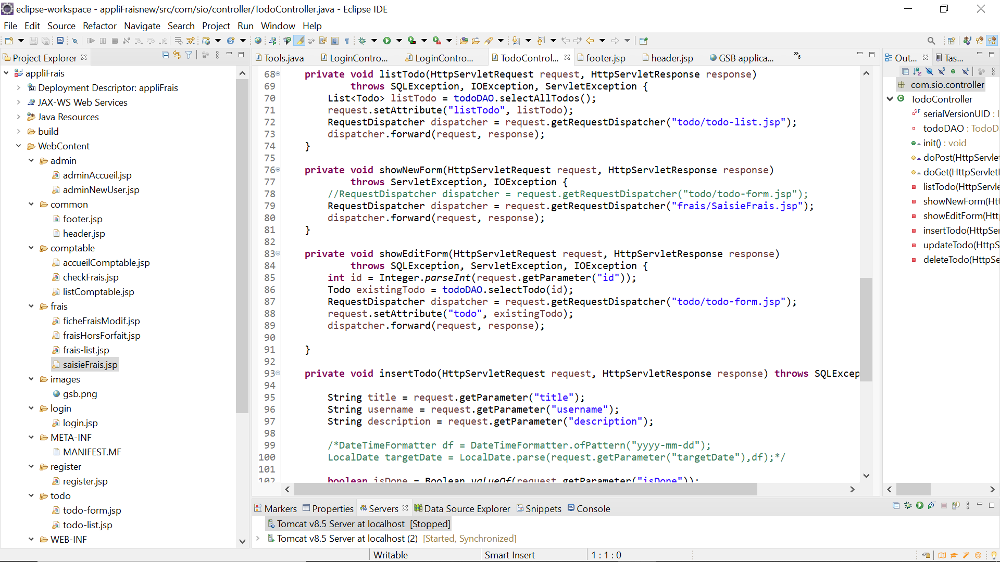 eclipse-workspace - appliFraisnew/src/com/sio/controller/TodoController.java - Eclipse IDE
File Edit Source Refactor Navigate Search Project Run Window Help
Project Explorer
appliFrais
Deployment Descriptor: appliFrais
JAX-WS Web Services
Java Resources
build
WebContent
admin
adminAccueil.jsp
adminNewUser.jsp
common
footer.jsp
header.jsp
comptable
accueilComptable.jsp
checkFrais.jsp
listComptable.jsp
frais
ficheFraisModif.jsp
fraisHorsForfait.jsp
frais-list.jsp
saisieFrais.jsp
images
gsb.png
login
login.jsp
META-INF
MANIFEST.MF
register
register.jsp
todo
todo-form.jsp
todo-list.jsp
WEB-INF
Tools.java LoginContro... LoginContro... TodoControl... footer.jsp header.jsp GSB applica... »6
68 private void listTodo(HttpServletRequest request, HttpServletResponse response)
69 throws SQLException, IOException, ServletException {
70 List<Todo> listTodo = todoDAO.selectAllTodos();
71 request.setAttribute("listTodo", listTodo);
72 RequestDispatcher dispatcher = request.getRequestDispatcher("todo/todo-list.jsp");
73 dispatcher.forward(request, response);
74 }
75
76 private void showNewForm(HttpServletRequest request, HttpServletResponse response)
77 throws ServletException, IOException {
78 //RequestDispatcher dispatcher = request.getRequestDispatcher("todo/todo-form.jsp");
79 RequestDispatcher dispatcher = request.getRequestDispatcher("frais/SaisieFrais.jsp");
80 dispatcher.forward(request, response);
81 }
82
83 private void showEditForm(HttpServletRequest request, HttpServletResponse response)
84 throws SQLException, ServletException, IOException {
85 int id = Integer.parseInt(request.getParameter("id"));
86 Todo existingTodo = todoDAO.selectTodo(id);
87 RequestDispatcher dispatcher = request.getRequestDispatcher("todo/todo-form.jsp");
88 request.setAttribute("todo", existingTodo);
89 dispatcher.forward(request, response);
90
91 }
92
93 private void insertTodo(HttpServletRequest request, HttpServletResponse response) throws SQLExcep
94
95 String title = request.getParameter("title");
96 String username = request.getParameter("username");
97 String description = request.getParameter("description");
98
99 /*DateTimeFormatter df = DateTimeFormatter.ofPattern("yyyy-mm-dd");
100 LocalDate targetDate = LocalDate.parse(request.getParameter("targetDate"),df);*/
101
102 boolean isDone = Boolean.valueOf(request.getParameter("isDone"));
Out... Tas...
com.sio.controller
TodoController
serialVersionUID : l
todoDAO : TodoD
init() : void
doPost(HttpServle
doGet(HttpServletl
listTodo(HttpServle
showNewForm(Htt
showEditForm(Htt
insertTodo(HttpSer
updateTodo(HttpS
deleteTodo(HttpSe
Markers Properties Servers Data Source Explorer Snippets Console
Tomcat v8.5 Server at localhost [Stopped]
Tomcat v8.5 Server at localhost (2) [Started, Synchronized]
Writable Smart Insert 1 : 1 : 0